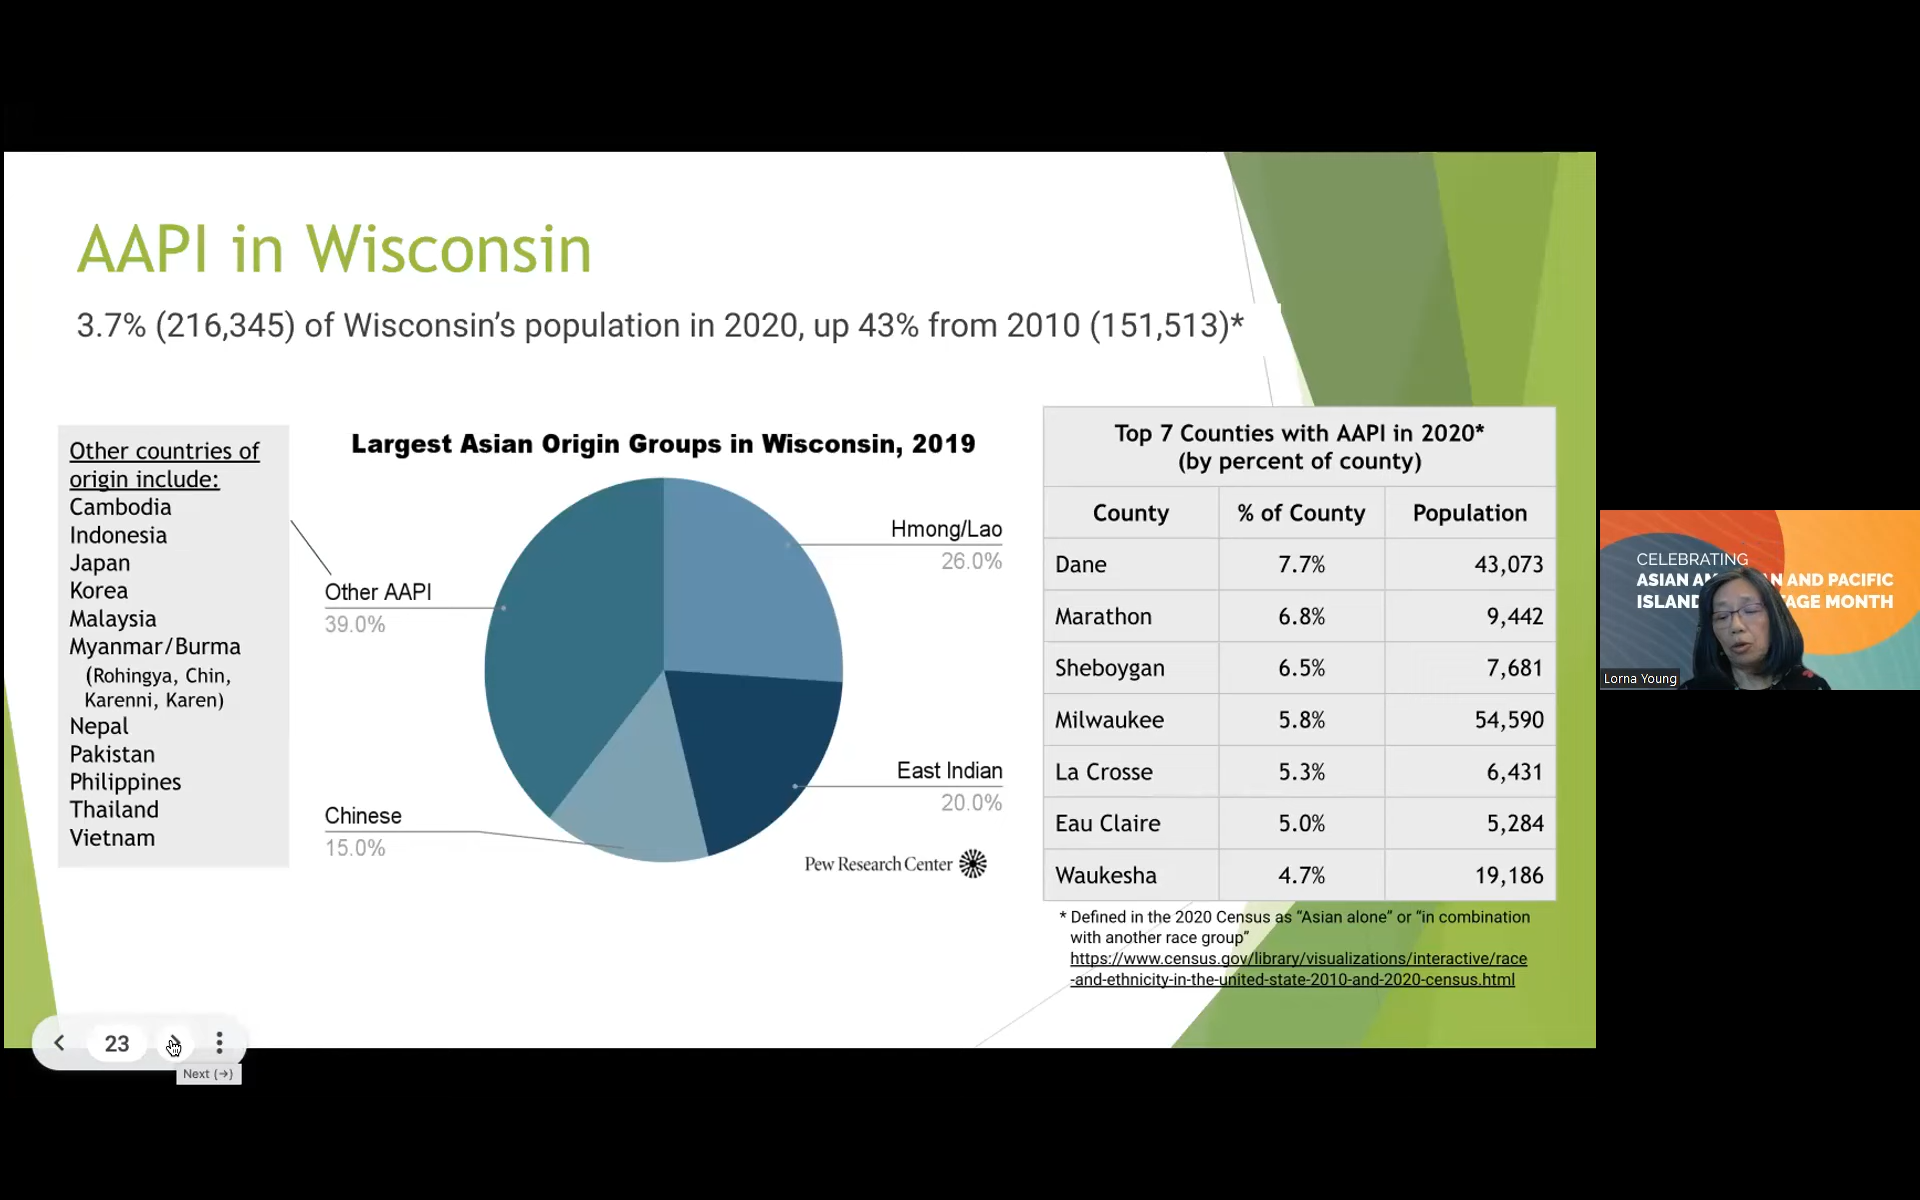 AAPI in Wisconsin
3.7% (216,345) of Wisconsin’s population in 2020, up 43% from 2010 (151,513)*
Other countries of
origin include:
Cambodia
Indonesia
Japan
Korea
Malaysia
Myanmar/Burma
(Rohingya, Chin,
Karenni, Karen)
Nepal
Pakistan
Philippines
Thailand
Vietnam
Largest Asian Origin Groups in Wisconsin, 2019
Hmong/Lao
26.0%
Other AAPI
39.0%
East Indian
20.0%
Chinese
15.0%
Pew Research Center
Top 7 Counties with AAPI in 2020*
(by percent of county)
County % of County Population
Dane 7.7% 43,073
Marathon 6.8% 9,442
Sheboygan 6.5% 7,681
Milwaukee 5.8% 54,590
La Crosse 5.3% 6,431
Eau Claire 5.0% 5,284
Waukesha 4.7% 19,186
* Defined in the 2020 Census as “Asian alone” or “in combination
with another race group”
https://www.census.gov/library/visualizations/interactive/race
-and-ethnicity-in-the-united-state-2010-and-2020-census.html
23
Next (→)
CELEBRATING
ASIAN AND PACIFIC
MONTH
Lorna Young